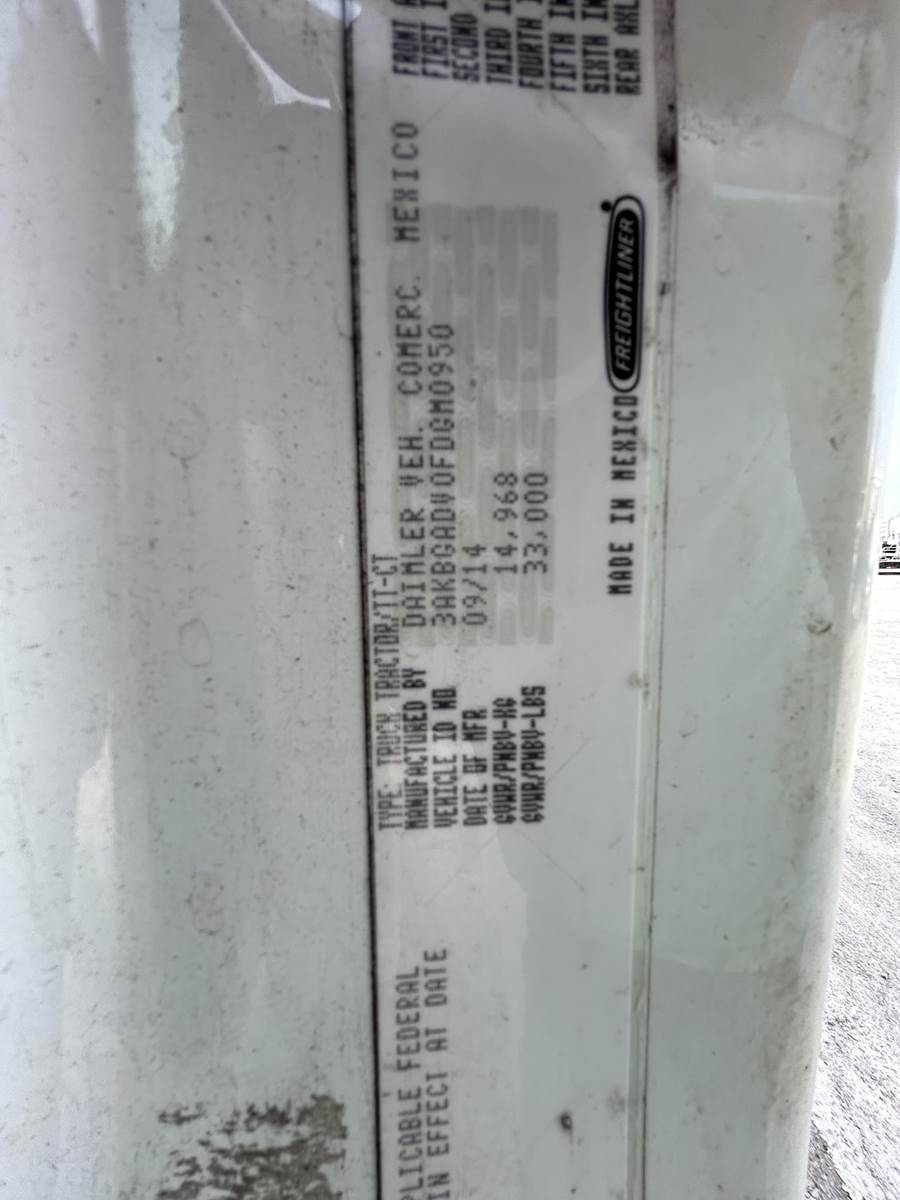 PLICABLE FEDERAL
IN EFFECT AT DATE
TYPE: TRUCK TRACTOR/TT-CT
MANUFACTURED BY DAIMLER VEH. COMERC. MEXICO
VEHICLE ID NO 3AKBGADV0FDGM0950
DATE OF MFR 09/14
GVWR/PNBV-KG 14,968
GVWR/PNBV-LBS 33,000
MADE IN MEXICO FREIGHTLINER
FRONT
FIRST I
SECOND
THIRD I
FOURTH I
FIFTH IN
SIXTH IN
REAR AXL